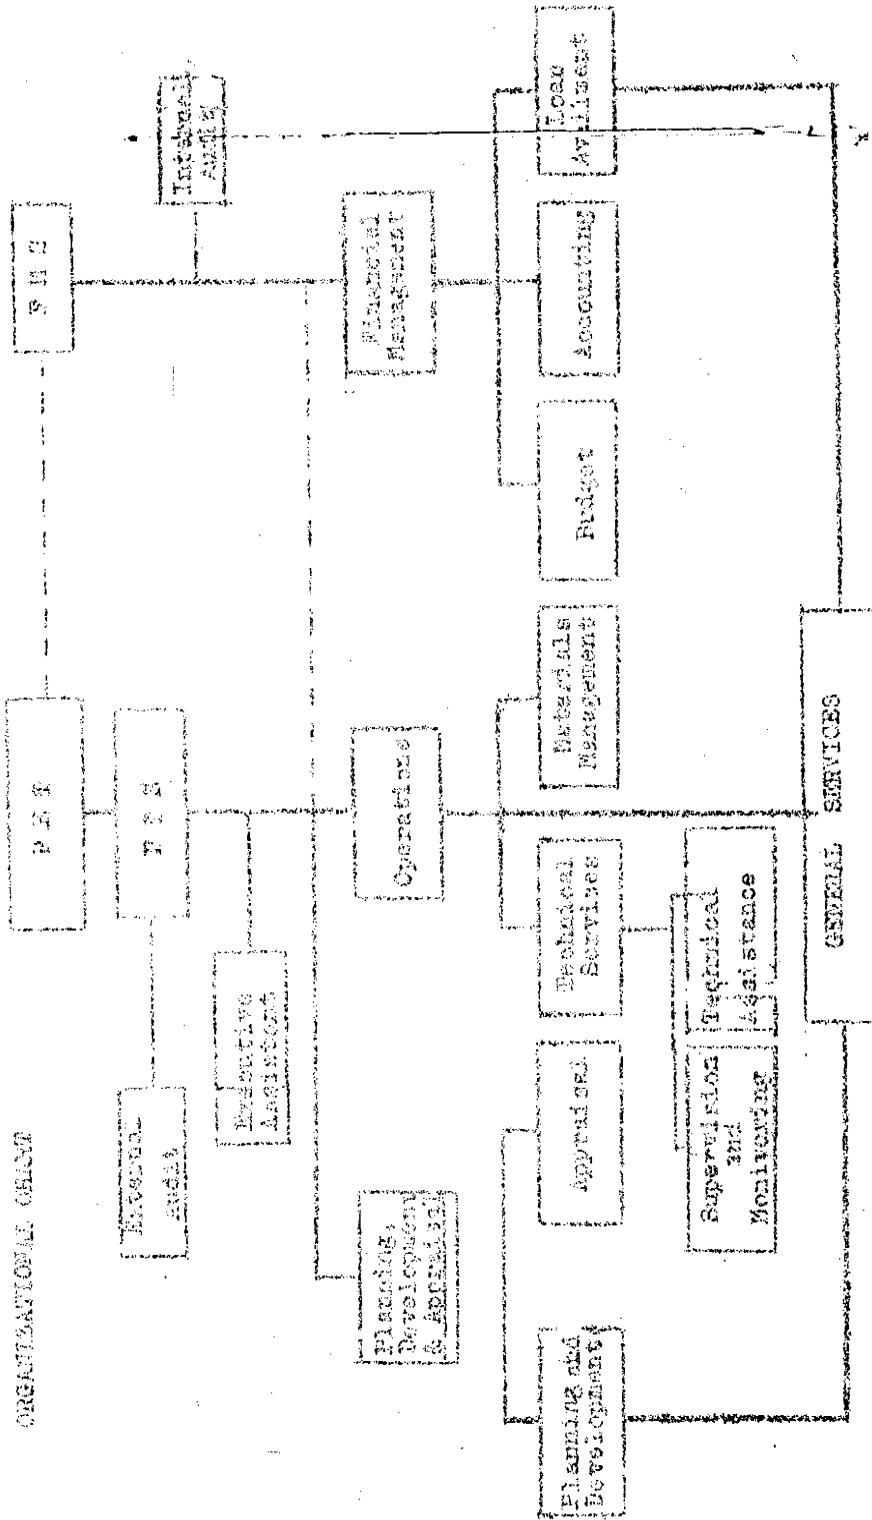 ORGANIZATIONAL CHART
External
Audit
Executive
Assistant
Internal
Audit
Planning,
Development
& Appraisal
Operations
Financial
Management
Planning and
Development
Appraisal
Technical
Services
Materials
Management
Budget
Accounting
Loan
Availment
Supervision
and
Monitoring
Technical
Assistance
GENERAL SERVICES